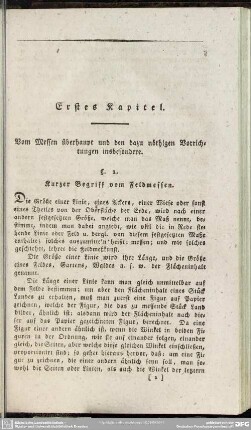 Erstes Kapitel.
Vom Messen überhaupt und den dazu nöthigen Vorrich-
tungen insbesondere.
§. 1.
Kurzer Begriff vom Feldmessen.
Die Größe einer Linie, eines Ackers, einer Wiese oder sonst
eines Theiles von der Oberfläche der Erde, wird nach einer
andern festgesetzten Größe, welche man das Maß nennt, be-
stimmt, indem man dabei angiebt, wie oft die in Rede ste-
hende Linie oder Feld u. dergl. von diesem festgesetzten Maße
enthält; solches auszumitteln heißt: messen; und wie solches
geschehe, lehrt die Feldmeßkunst.
Die Größe einer Linie wird ihre Länge, und die Größe
eines Feldes, Gartens, Waldes u. s. w. der Flächeninhalt
genannt.
Die Länge einer Linie kann man gleich unmittelbar auf
dem Felde bestimmen; um aber den Flächeninhalt eines Stück
Landes zu erhalten, muß man zuerst eine Figur auf Papier
zeichnen, welche der Figur, die das zu messende Stück Land
bildet, ähnlich ist; alsdann wird der Flächeninhalt nach die-
ser auf das Papier gezeichneten Figur, berechnet. Da nun
eine Figur einer andern ähnlich ist, wenn die Winkel in beiden Figu-
ren in der Ordnung, wie sie auf einander folgen, einander
gleich, die Seiten, aber welche diese gleichen Winkel einschließen,
proportionirt sind; so geht hieraus hervor, daß: um eine Fi-
gur zu zeichnen, die einer andern ähnlich seyn soll, man so-
wohl die Seiten oder Linien, als auch die Winkel der letztern
[ 1 ]